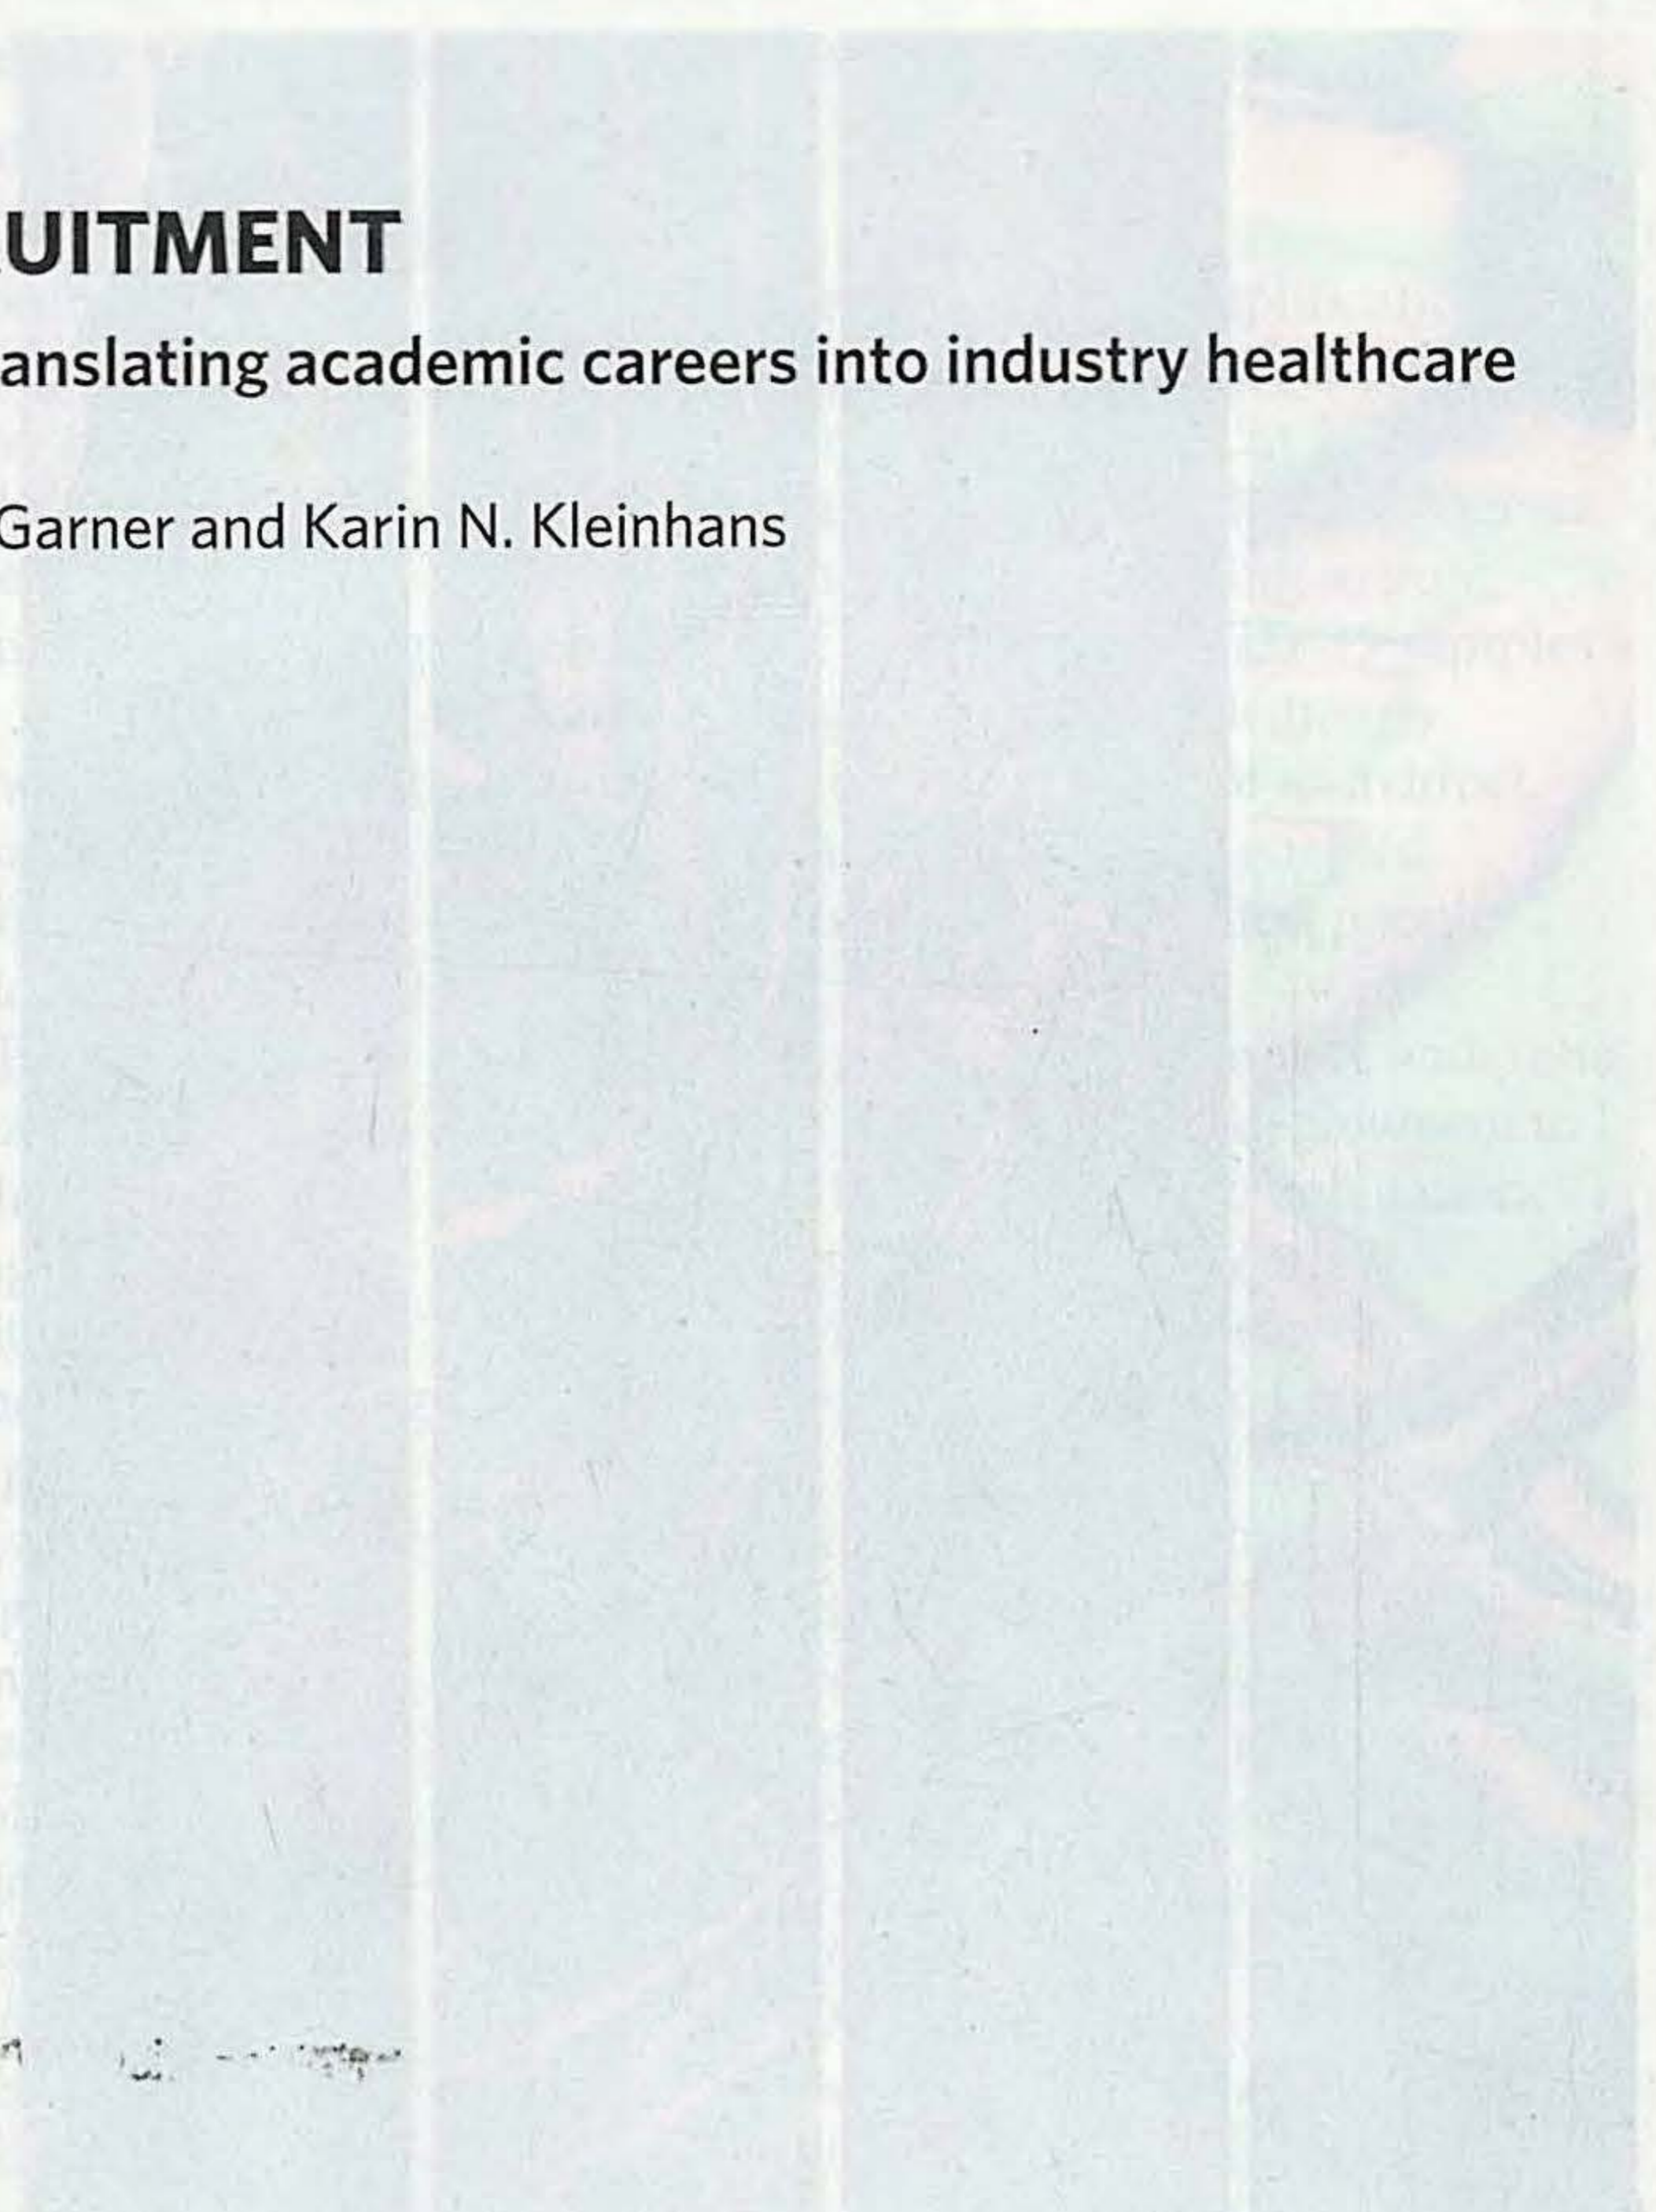 UITMENT
anslating academic careers into industry healthcare
Garner and Karin N. Kleinhans